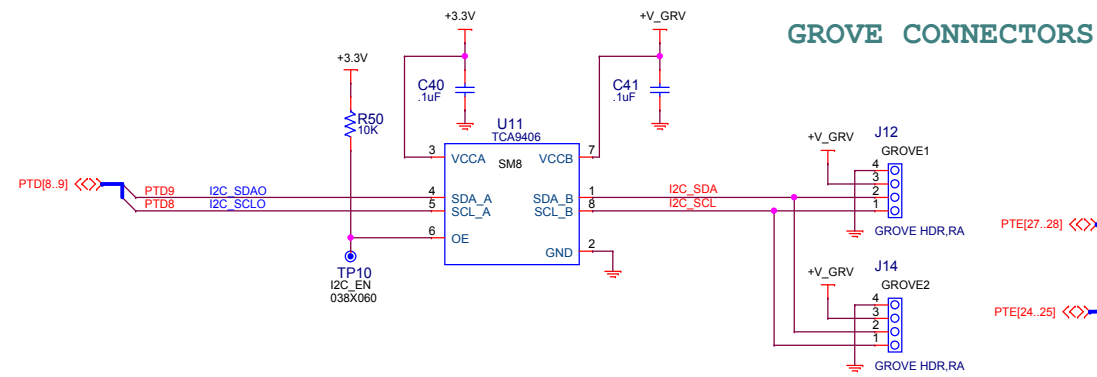 GROVE CONNECTORS
+3.3V
+V_GRV
+3.3V
C40
.1uF
C41
.1uF
R50
10K
U11
TCA9406
SM8
3
VCCA
VCCB
7
PTD[8..9]
PTD9
I2C_SDAO
4
SDA_A
SDA_B
1
I2C_SDA
PTD8
I2C_SCLO
5
SCL_A
SCL_B
8
I2C_SCL
6
OE
GND
2
TP10
I2C_EN
038X060
+V_GRV
J12
GROVE1
4
3
2
1
GROVE HDR,RA
PTE[27..28]
+V_GRV
J14
GROVE2
4
3
2
1
GROVE HDR,RA
PTE[24..25]